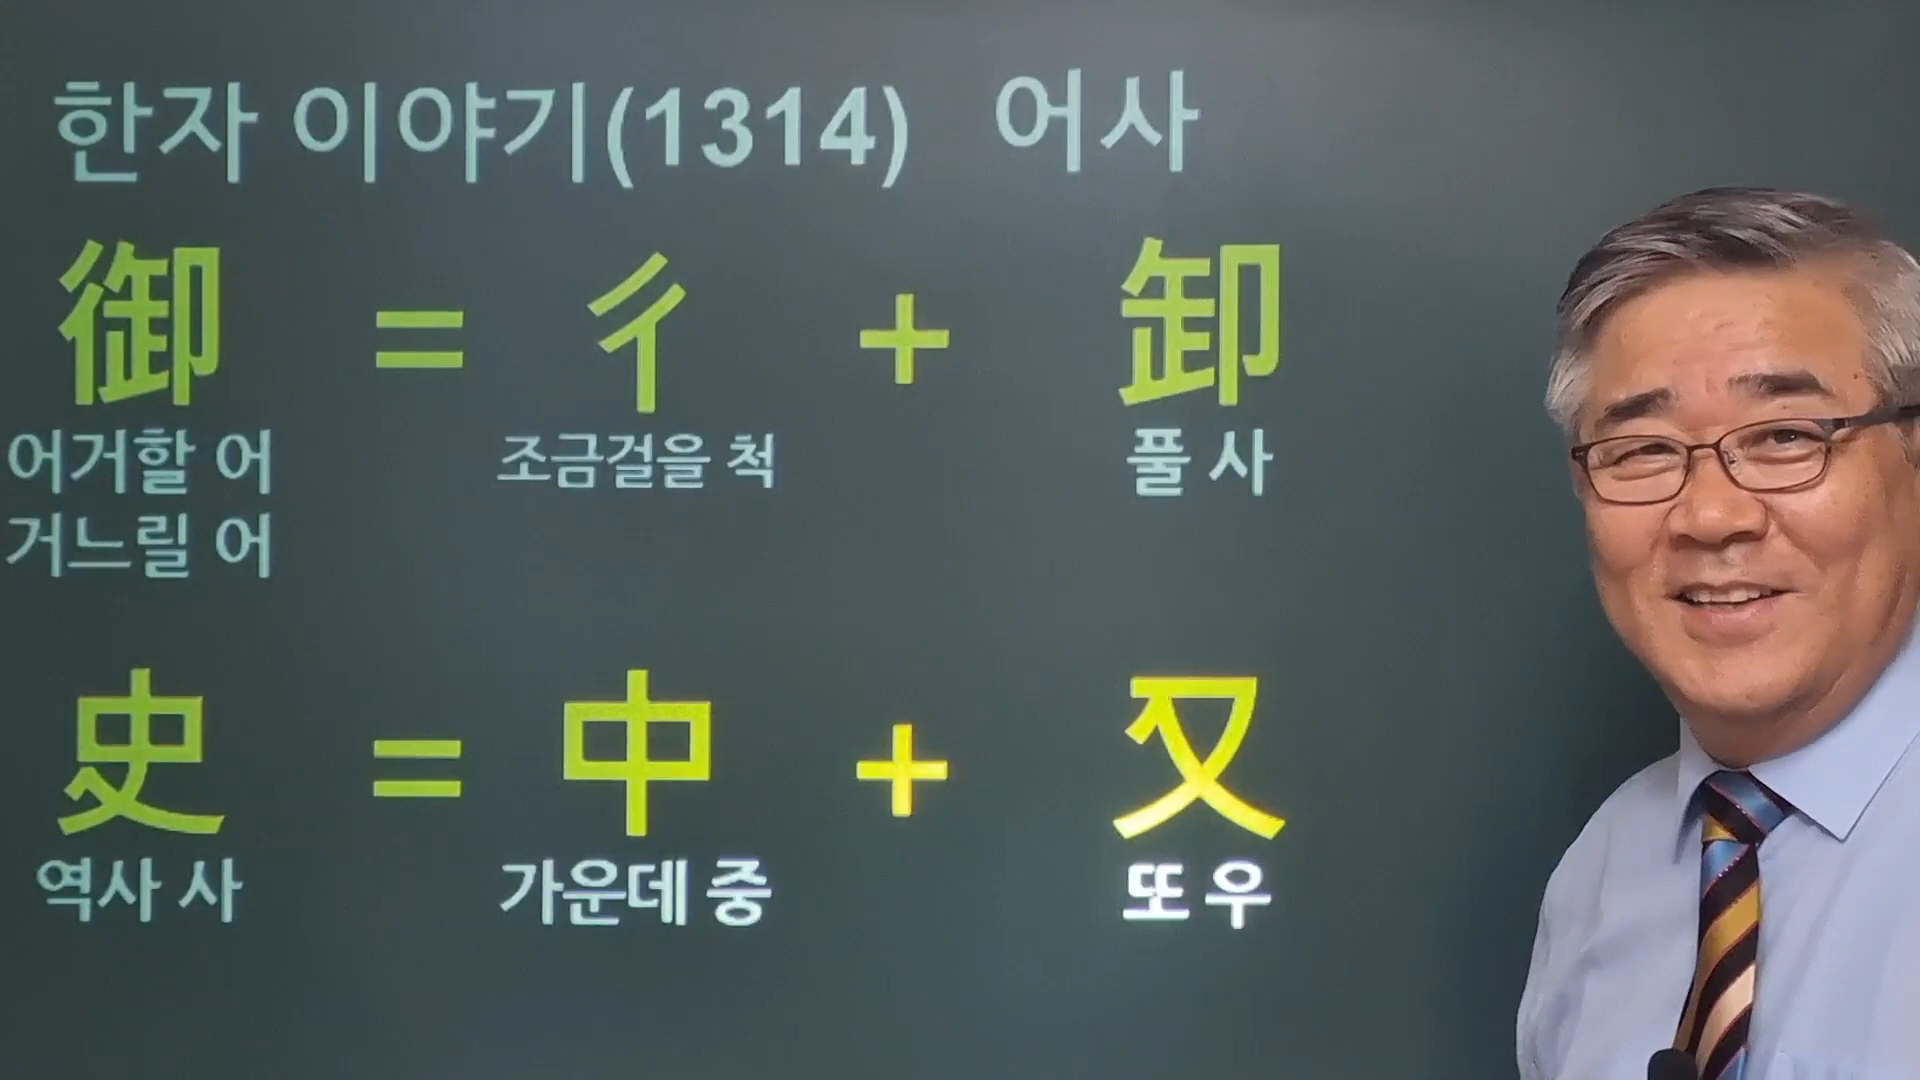 한자 이야기(1314) 어사
御 = 彳 + 卸
어거할 어 조금걸을 척 풀 사
거느릴 어
史 = 中 + 又
역사 사 가운데 중 또 우